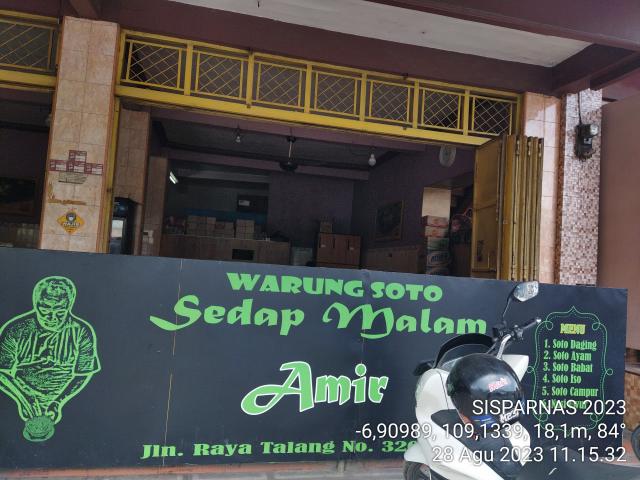 WARUNG SOTO
Sedap Malam
Amir
Jln. Raya Talang No.
MENU
1. Soto Daging
2. Soto Ayam
3. Soto Babat
4. Soto Iso
5. Soto Campur
SISPARNAS 2023
-6,90989, 109,1339, 18,1m, 84°
28 Agu 2023 11.15.32